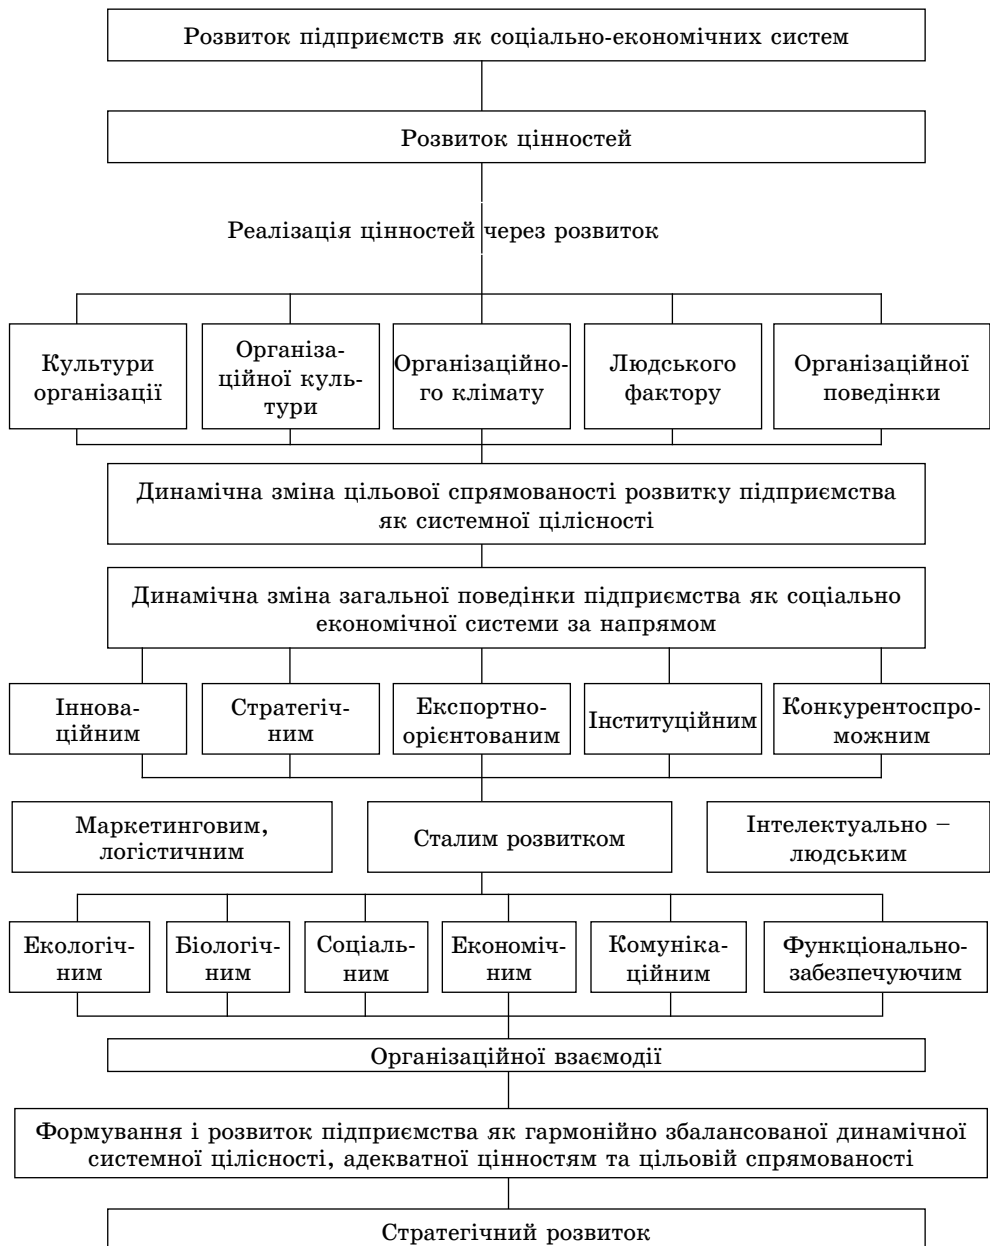 Розвиток підприємств як соціально-економічних систем
Розвиток цінностей
Реалізація цінностей через розвиток
Культури
організації
Організа-
ційної куль-
тури
Організаційно-
го клімату
Людського
фактору
Організаційної
поведінки
Динамічна зміна цільової спрямованості розвитку підприємства
як системної цілісності
Динамічна зміна загальної поведінки підприємства як соціально
економічної системи за напрямом
Іннова-
ційним
Стратегіч-
ним
Експортно-
орієнтованим
Інституційним
Конкурентоспро-
можним
Маркетинговим,
логістичним
Сталим розвитком
Інтелектуально –
людським
Екологіч-
ним
Біологіч-
ним
Соціаль-
ним
Економіч-
ним
Комуніка-
ційним
Функціонально-
забезпечуючим
Організаційної взаємодії
Формування і розвиток підприємства як гармонійно збалансованої динамічної
системної цілісності, адекватної цінностям та цільовій спрямованості
Стратегічний розвиток